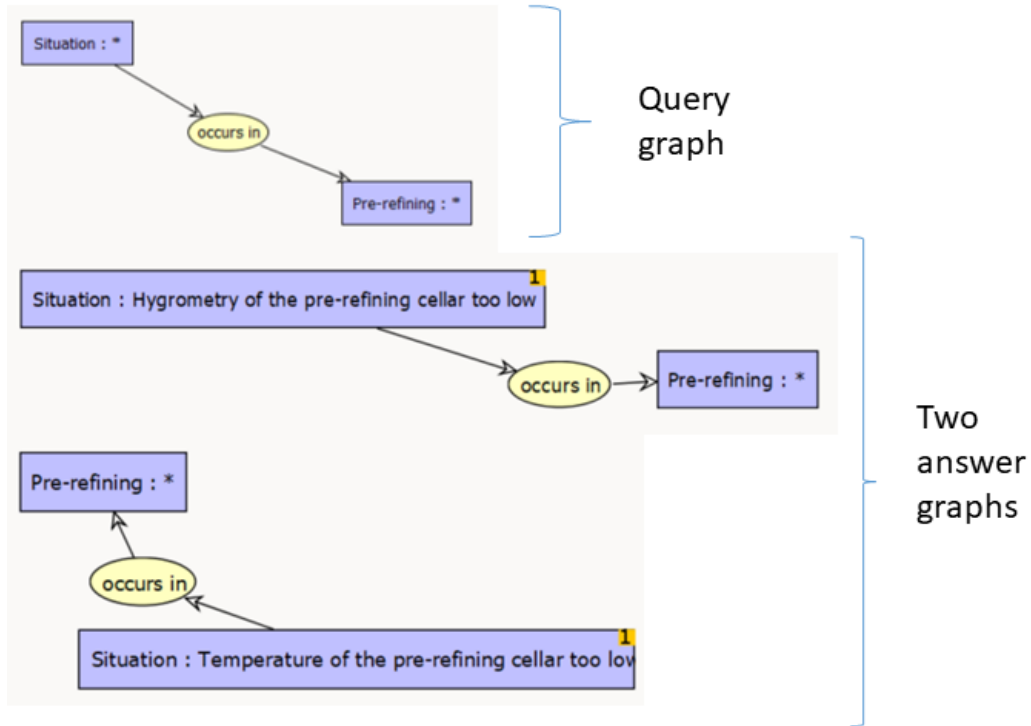 Situation : *
occurs in
Pre-refining : *
Query
graph
1
Situation : Hygrometry of the pre-refining cellar too low
occurs in
Pre-refining : *
Two
answer
graphs
Pre-refining : *
occurs in
1
Situation : Temperature of the pre-refining cellar too low